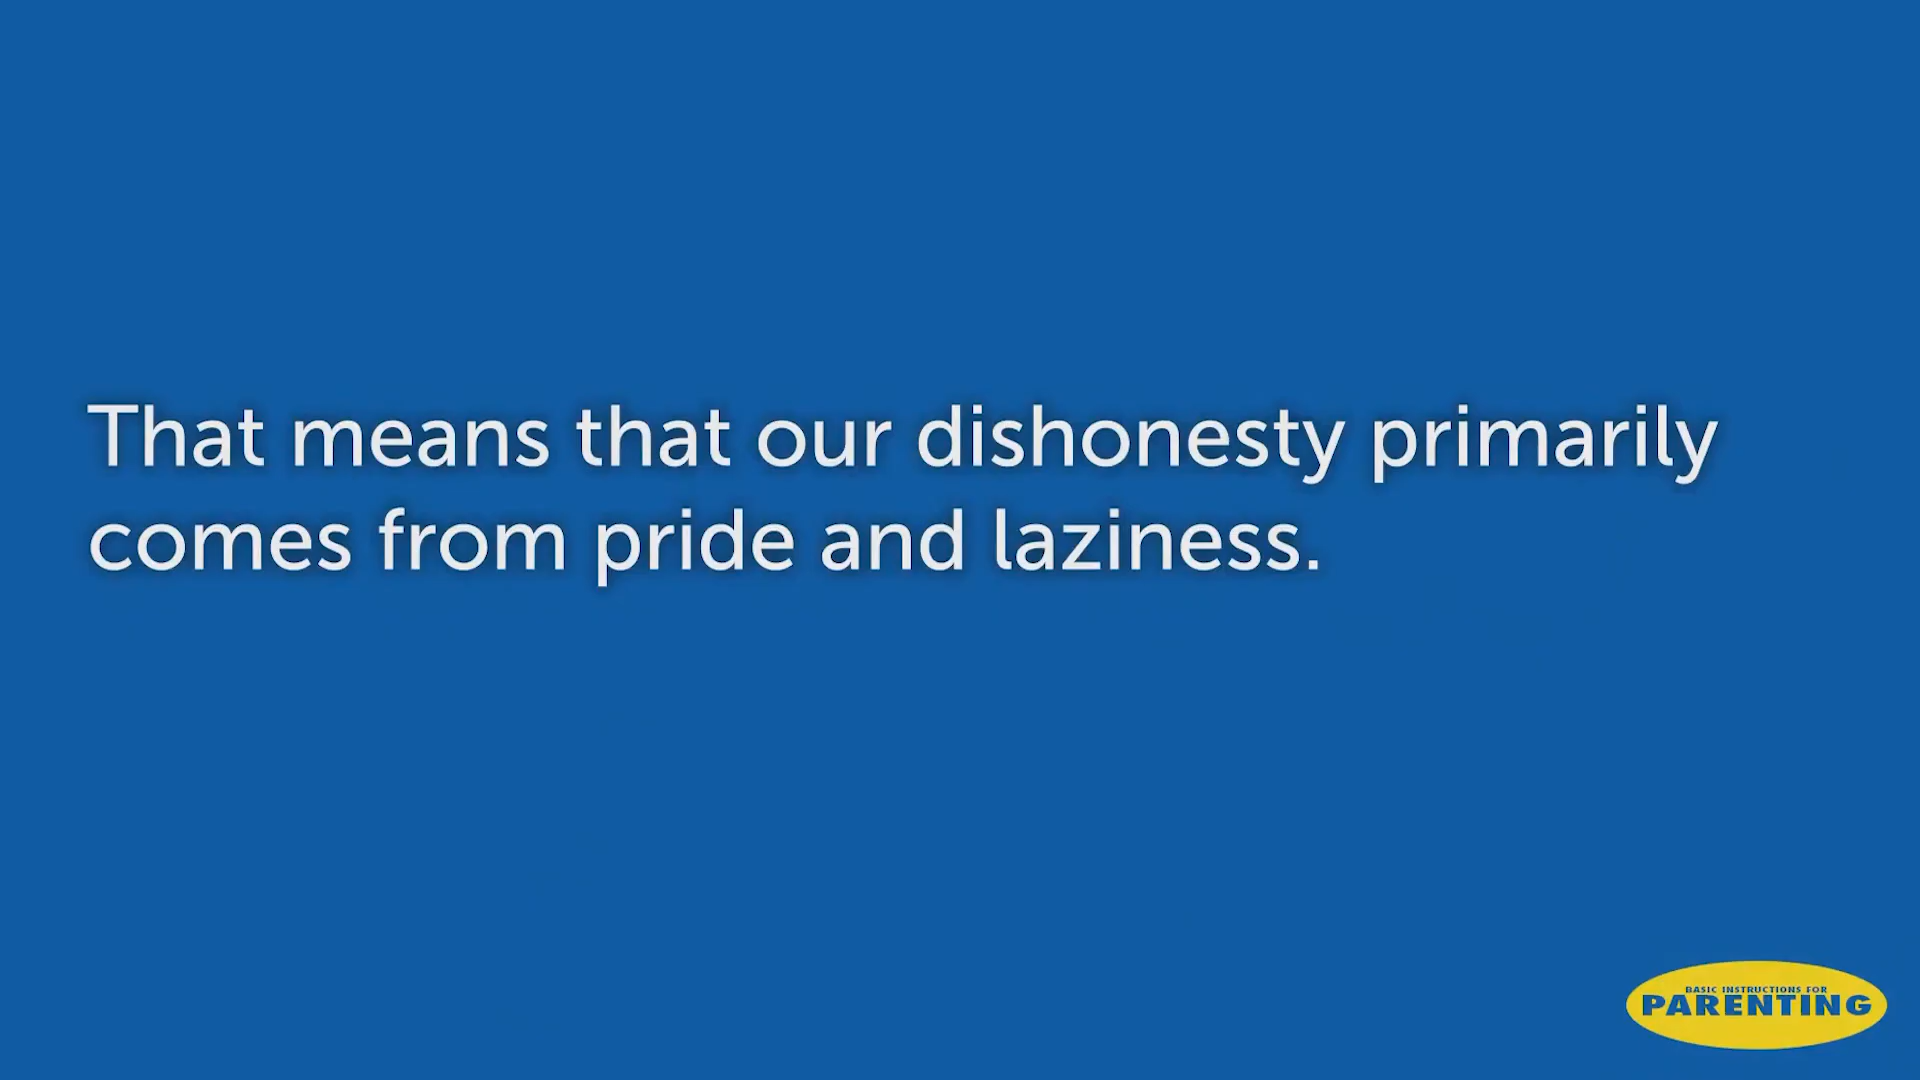 That means that our dishonesty primarily
comes from pride and laziness.
BASIC INSTRUCTIONS FOR
PARENTING